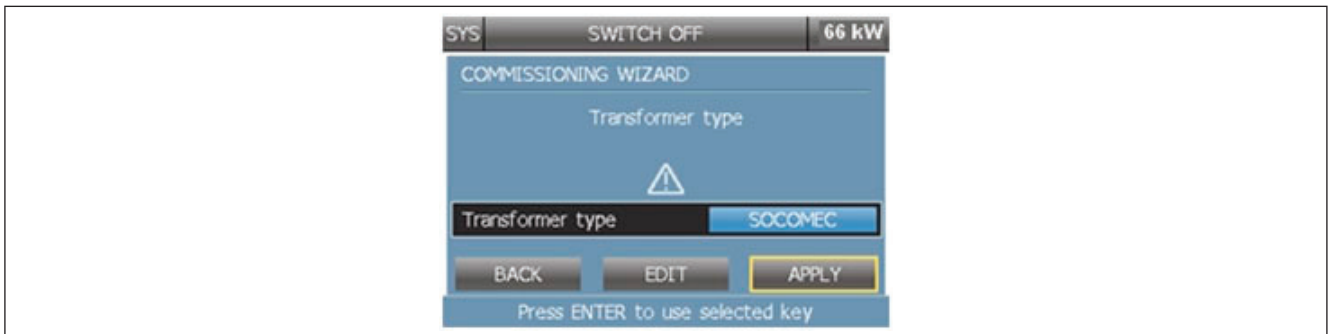 SYS SWITCH OFF 66 kW
COMMISSIONING WIZARD
Transformer type
Transformer type SOCOMEC
BACK EDIT APPLY
Press ENTER to use selected key